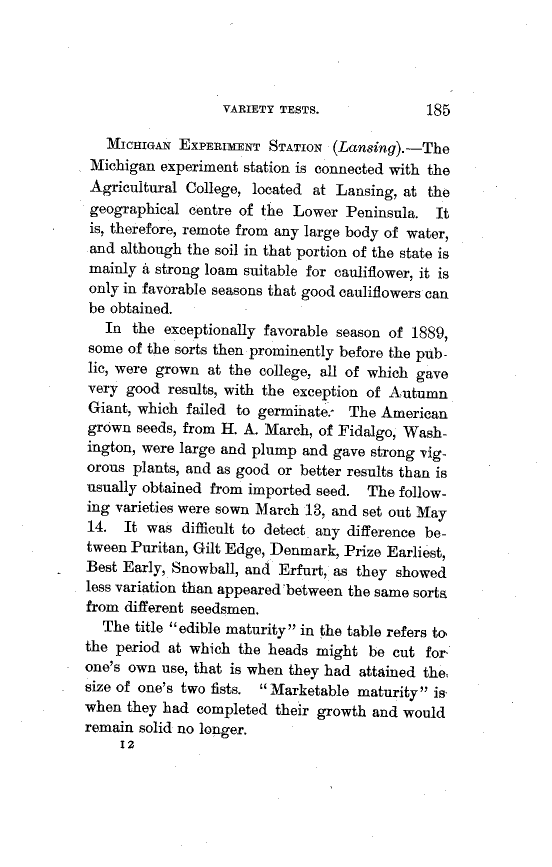 VARIETY TESTS. 185
MICHIGAN EXPERIMENT STATION (Lansing).—The
Michigan experiment station is connected with the
Agricultural College, located at Lansing, at the
geographical centre of the Lower Peninsula. It
is, therefore, remote from any large body of water,
and although the soil in that portion of the state is
mainly a strong loam suitable for cauliflower, it is
only in favorable seasons that good cauliflowers can
be obtained.
In the exceptionally favorable season of 1889,
some of the sorts then prominently before the pub-
lic, were grown at the college, all of which gave
very good results, with the exception of Autumn
Giant, which failed to germinate. The American
grown seeds, from H. A. March, of Fidalgo, Wash-
ington, were large and plump and gave strong vig-
orous plants, and as good or better results than is
usually obtained from imported seed. The follow-
ing varieties were sown March 13, and set out May
14. It was difficult to detect any difference be-
tween Puritan, Gilt Edge, Denmark, Prize Earliest,
Best Early, Snowball, and Erfurt, as they showed
less variation than appeared between the same sorts
from different seedsmen.
The title "edible maturity" in the table refers to
the period at which the heads might be cut for
one's own use, that is when they had attained the
size of one's two fists. "Marketable maturity" is
when they had completed their growth and would
remain solid no longer.
12